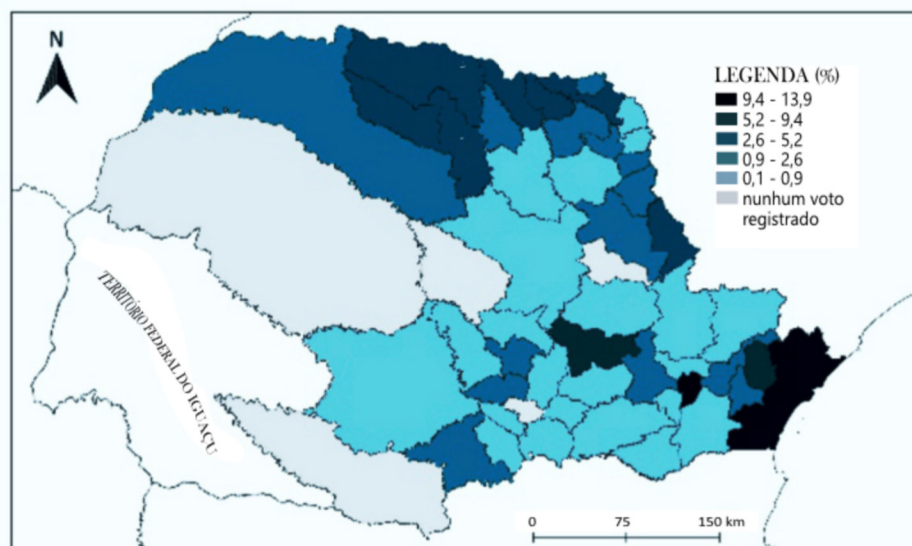 N
LEGENDA (%)
9,4 - 13,9
5,2 - 9,4
2,6 - 5,2
0,9 - 2,6
0,1 - 0,9
nenhum voto
registrado
TERRITÓRIO FEDERAL DO IGUAÇU
0 75 150 km